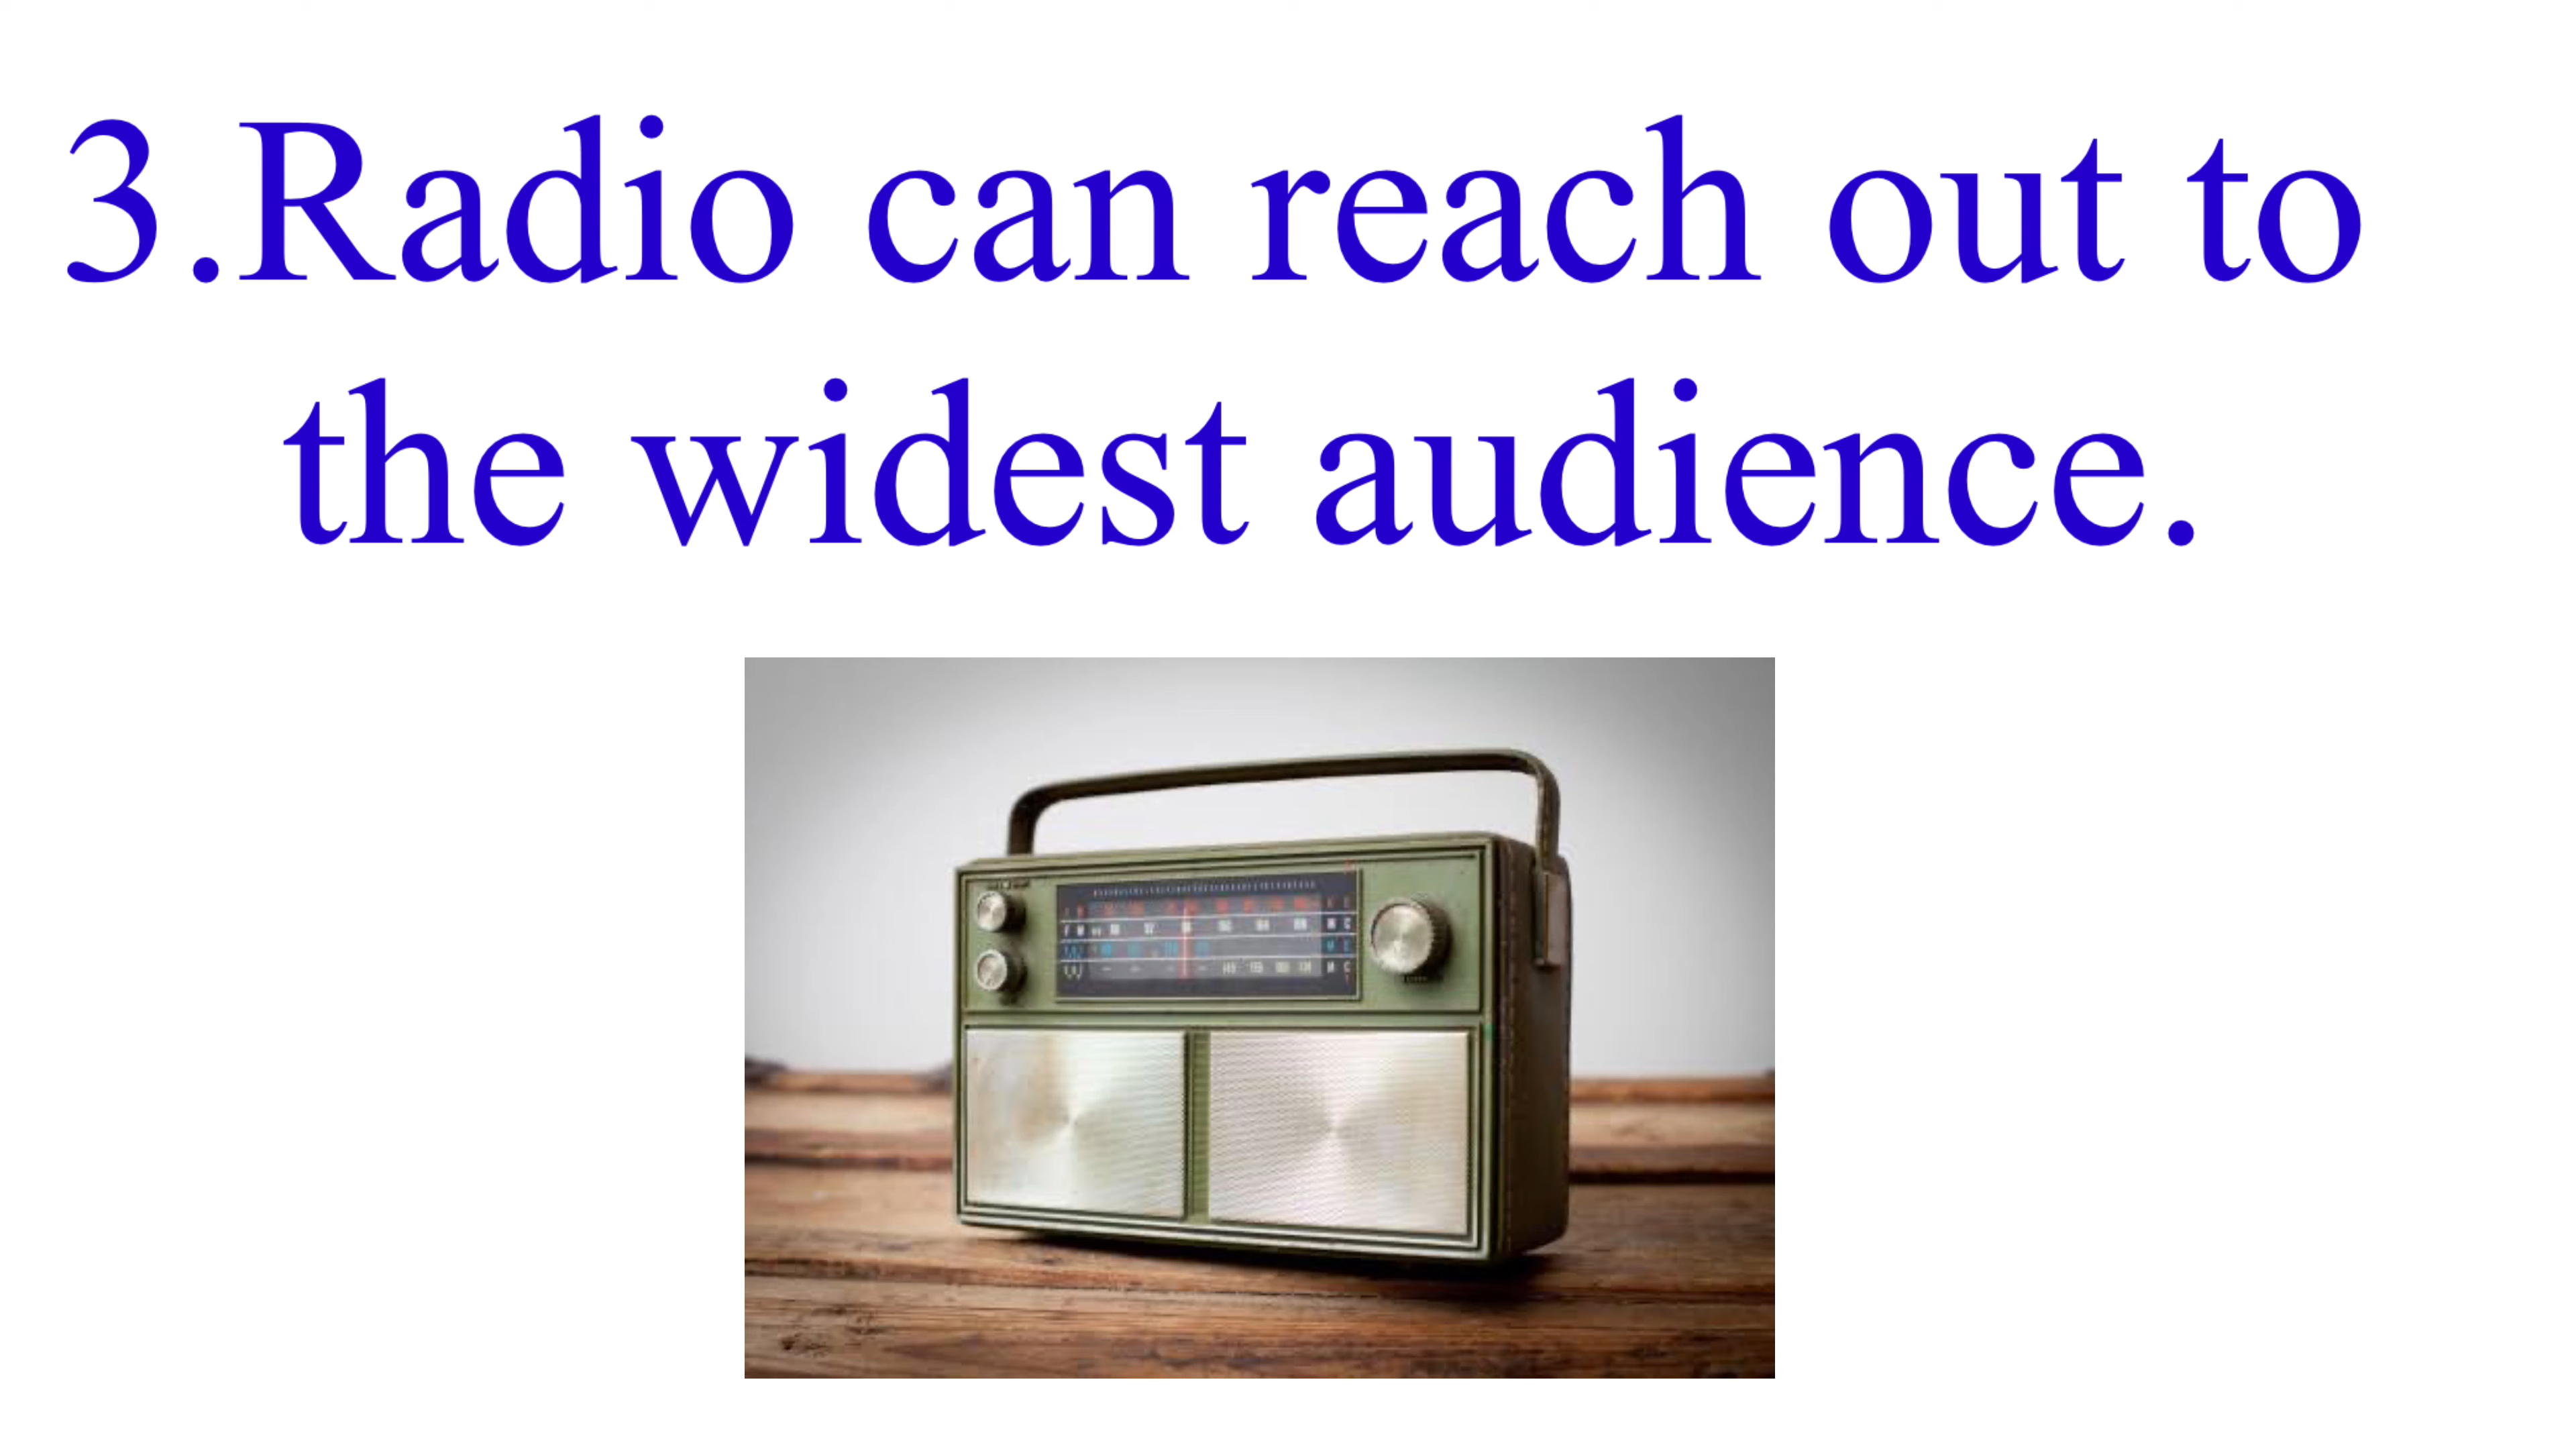 3.Radio can reach out to
the widest audience.